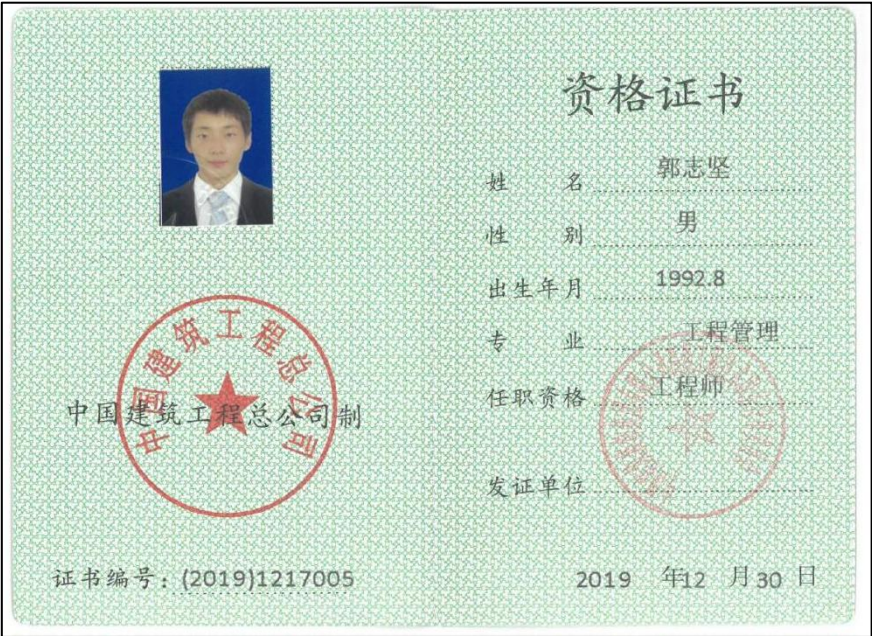 中国建筑工程总公司
中国建筑工程总公司制
证书编号：(2019)1217005
资格证书
姓 名 郭志坚
性 别 男
出生年月 1992.8
专 业 工程管理
任职资格 工程师
发证单位
2019 年12 月30 日